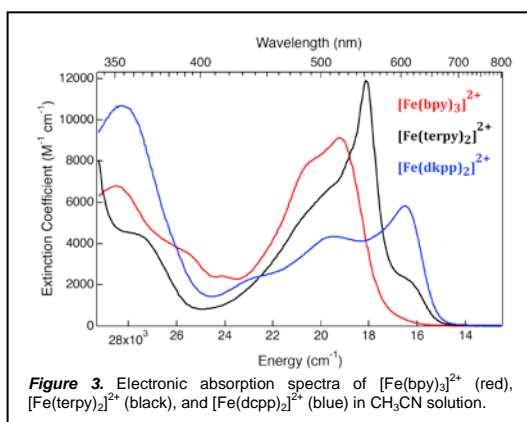 Wavelength (nm)
350 400 500 600 700 800
12000
10000
8000
6000
4000
2000
0
Extinction Coefficient (M⁻¹ cm⁻¹)
[Fe(bpy)₃]²⁺
[Fe(terpy)₂]²⁺
[Fe(dkpp)₂]²⁺
28x10³ 26 24 22 20 18 16 14
Energy (cm⁻¹)
Figure 3. Electronic absorption spectra of [Fe(bpy)₃]²⁺ (red),
[Fe(terpy)₂]²⁺ (black), and [Fe(dcpp)₂]²⁺ (blue) in CH₃CN solution.